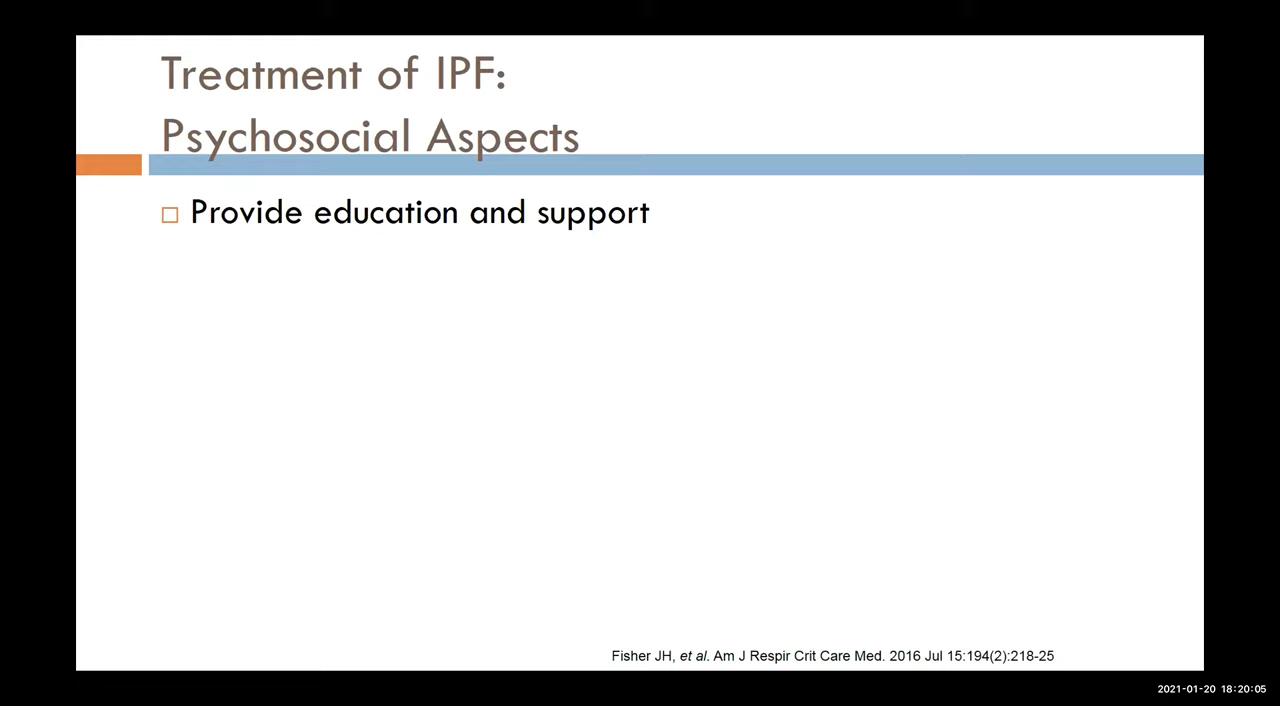 Treatment of IPF:
Psychosocial Aspects
Provide education and support
Fisher JH, et al. Am J Respir Crit Care Med. 2016 Jul 15:194(2):218-25
2021-01-20 18:20:05